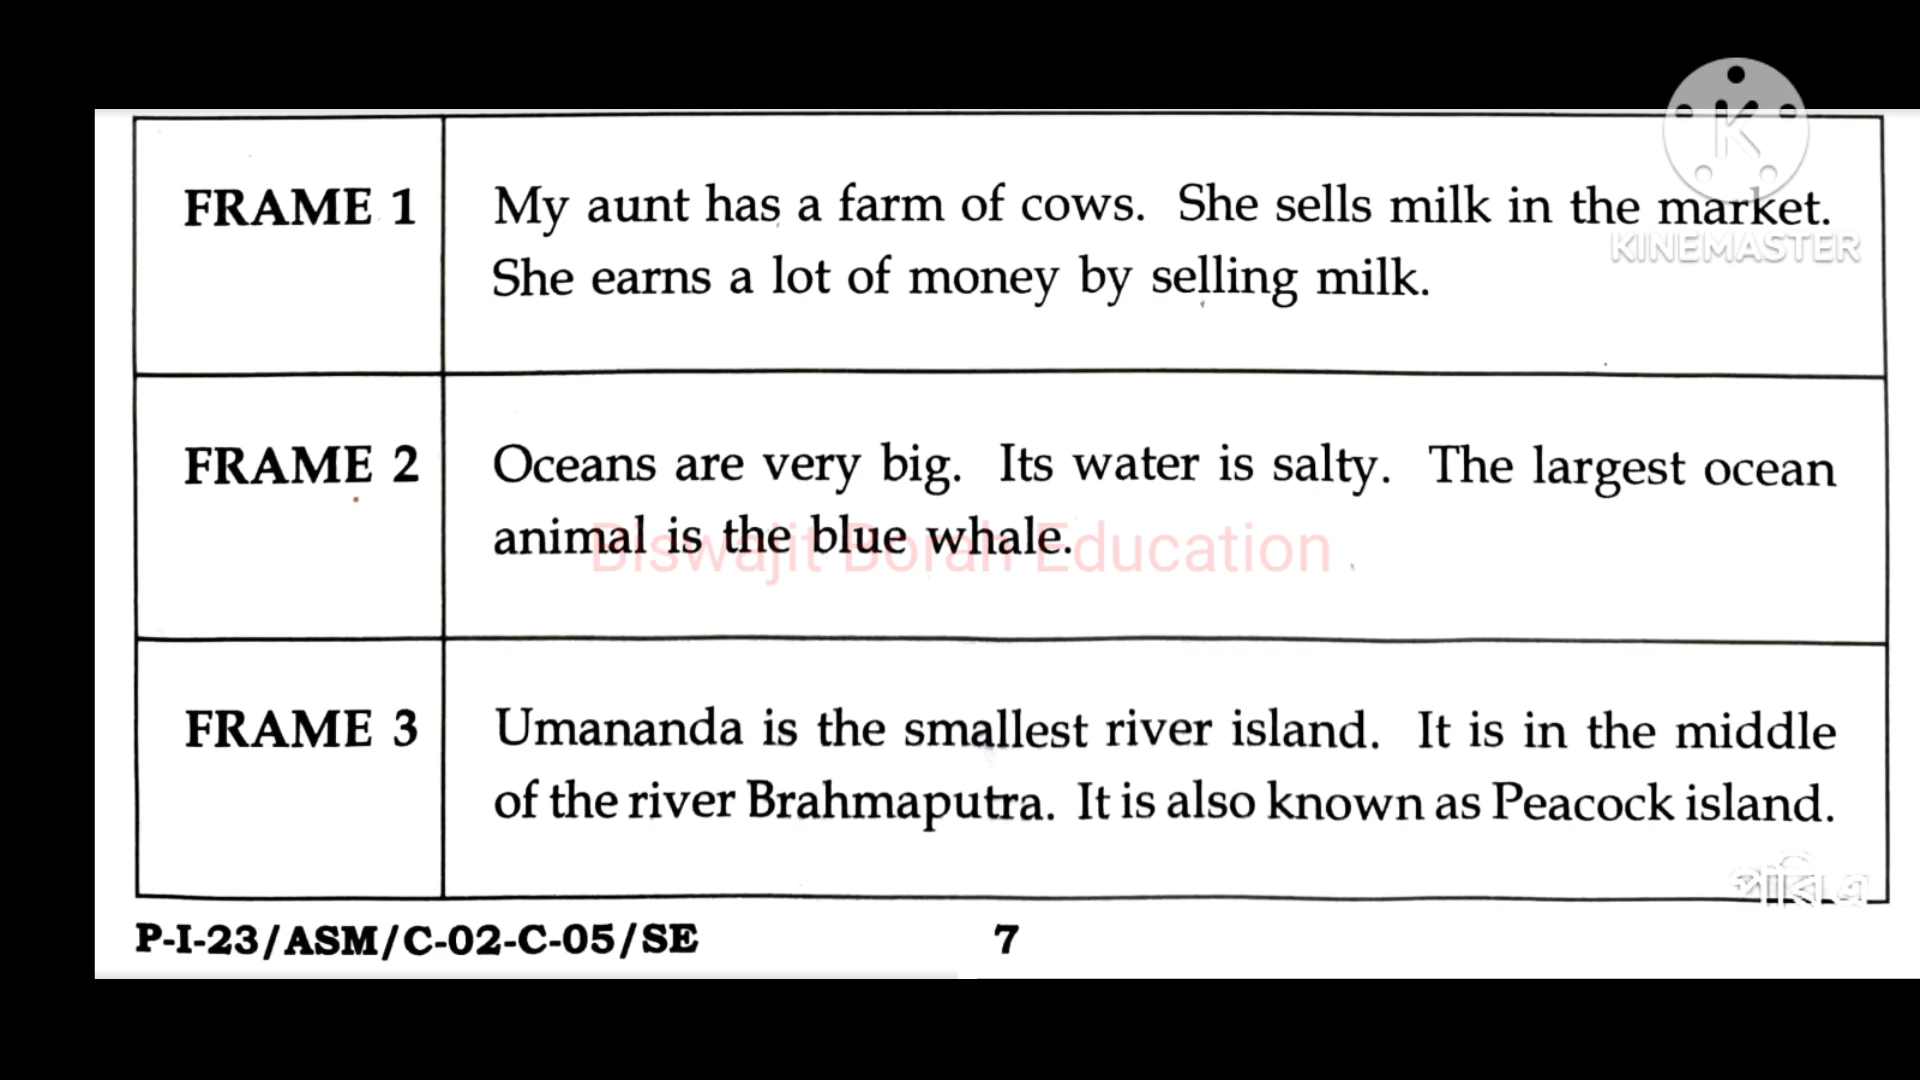 FRAME 1 My aunt has a farm of cows. She sells milk in the market.
She earns a lot of money by selling milk.
KINEMASTER
FRAME 2 Oceans are very big. Its water is salty. The largest ocean
animal is the blue whale.
Biswajit Borah Education
FRAME 3 Umananda is the smallest river island. It is in the middle
of the river Brahmaputra. It is also known as Peacock island.
P-I-23/ASM/C-02-C-05/SE 7